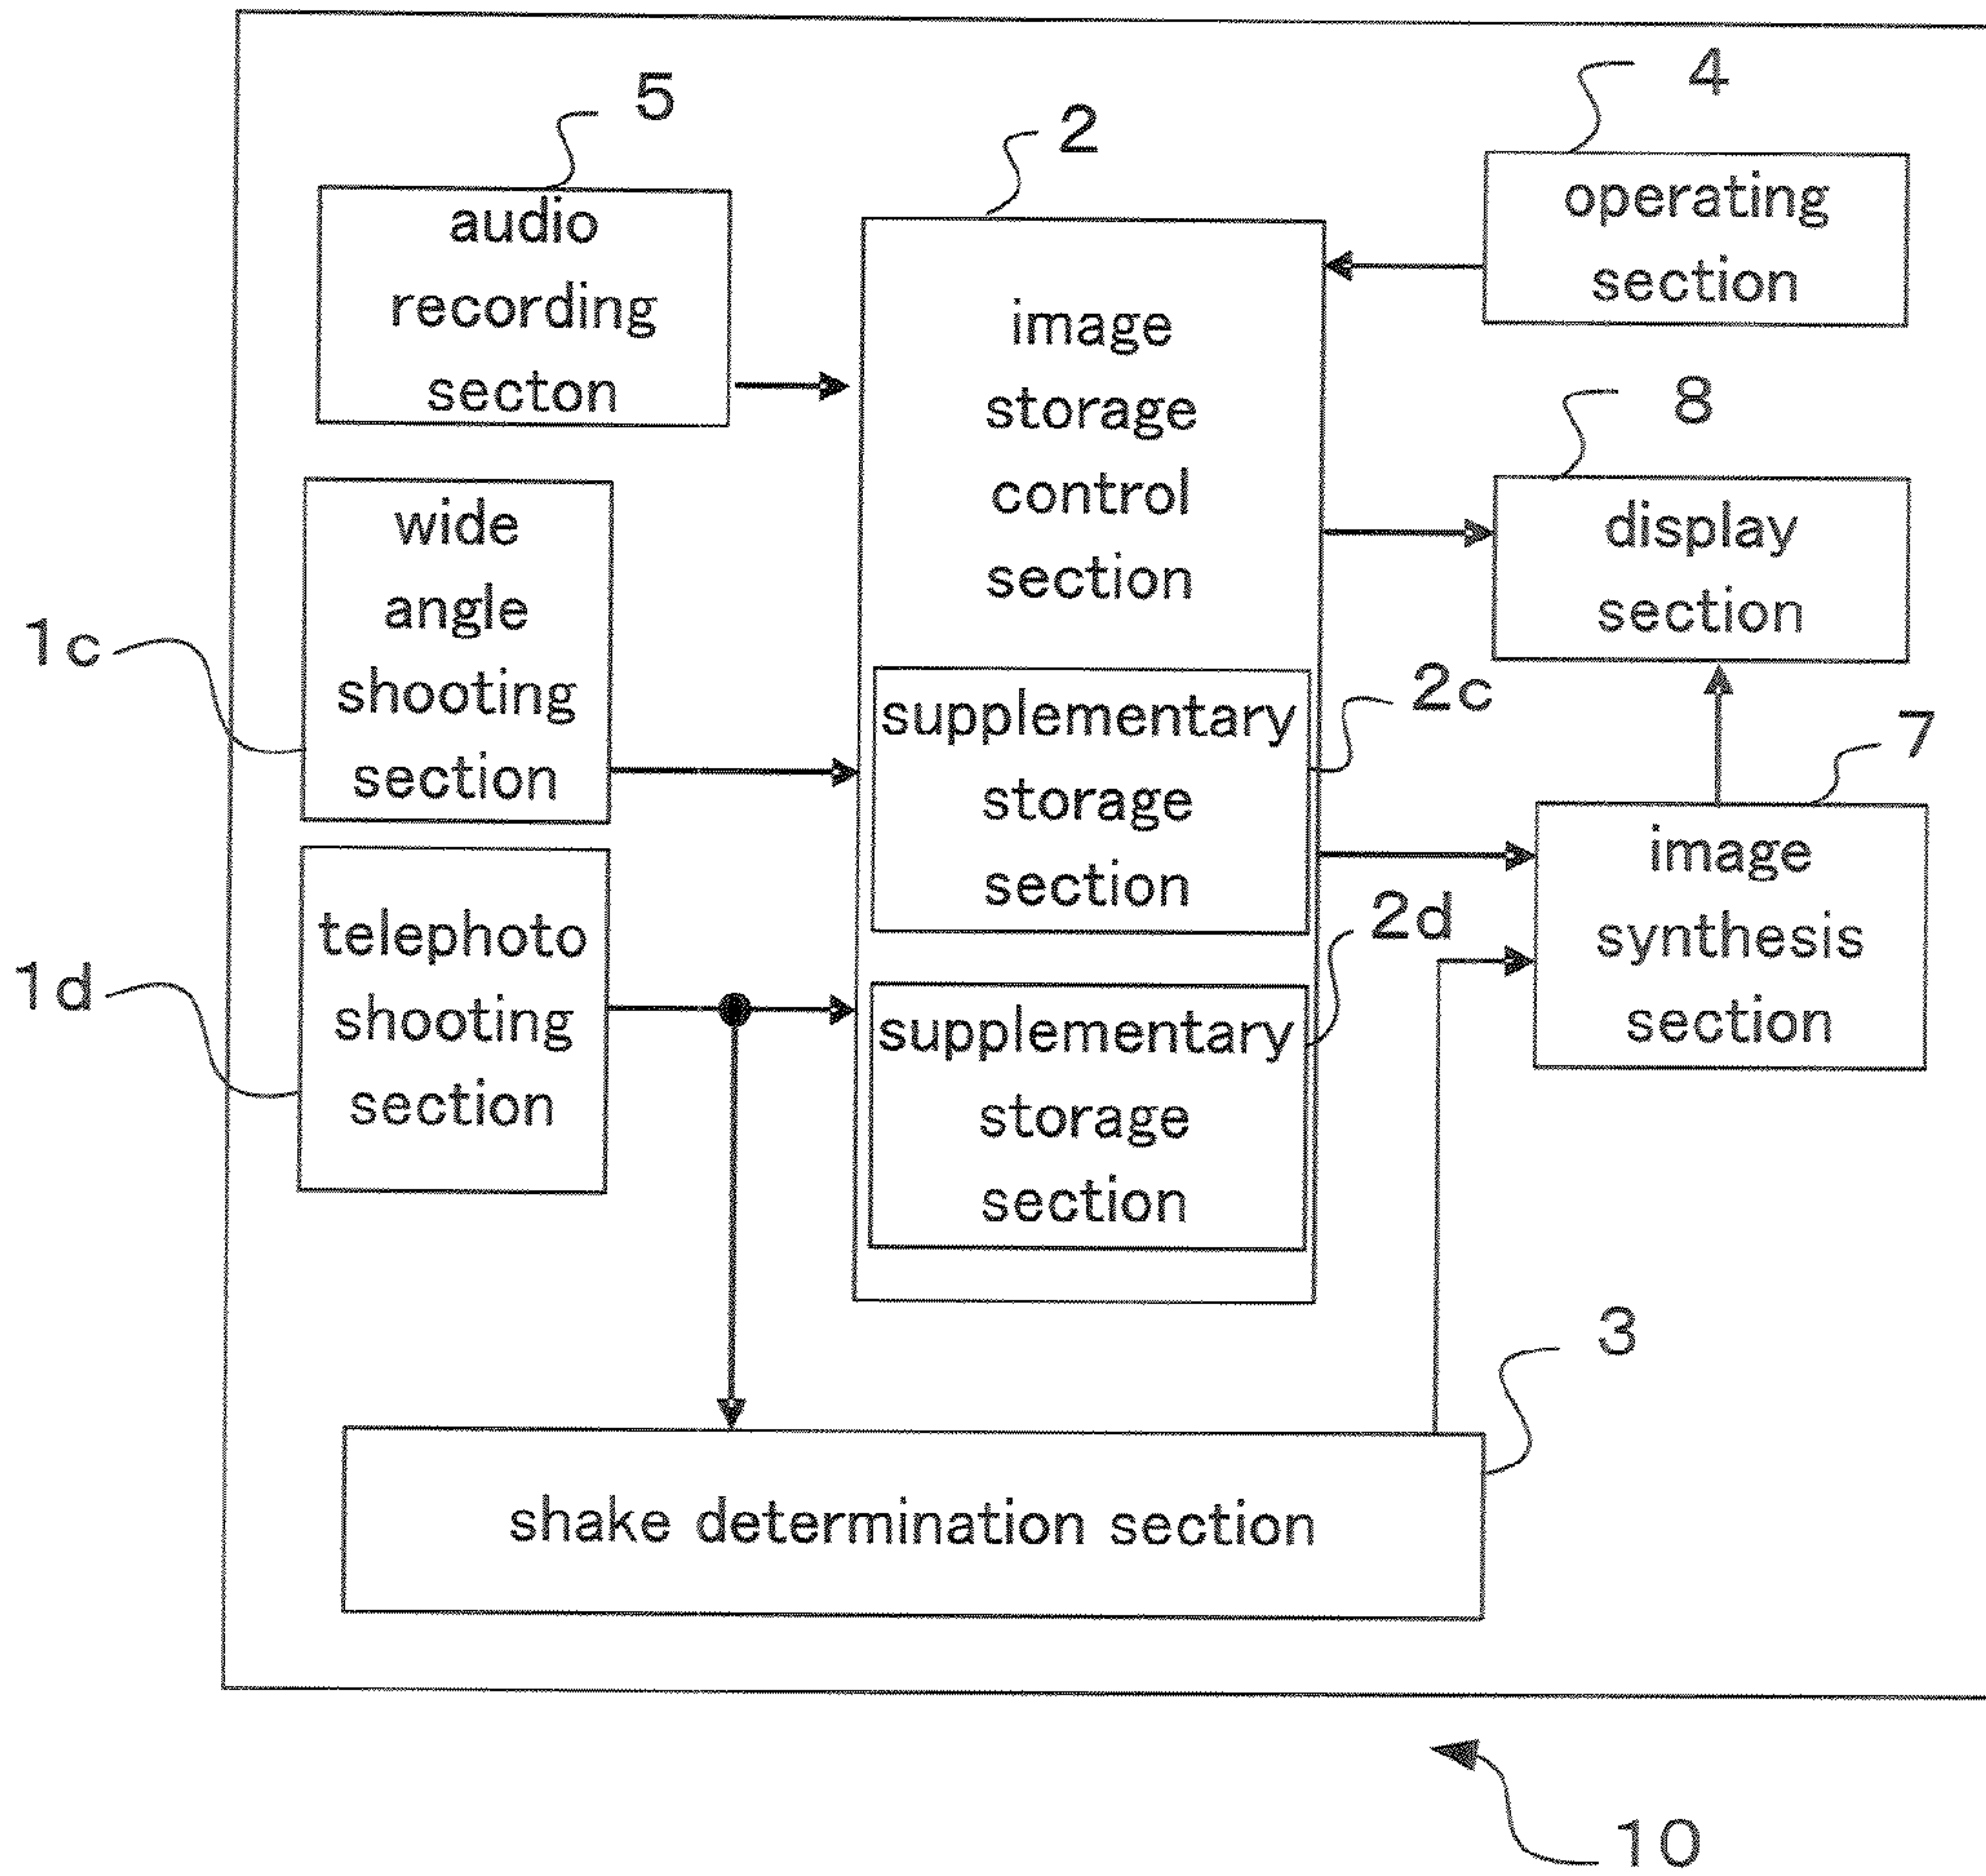 5
audio
recording
secton
2
image
storage
control
section
4
operating
section
8
display
section
1c
wide
angle
shooting
section
2c
supplementary
storage
section
7
image
synthesis
section
1d
telephoto
shooting
section
2d
supplementary
storage
section
3
shake determination section
10